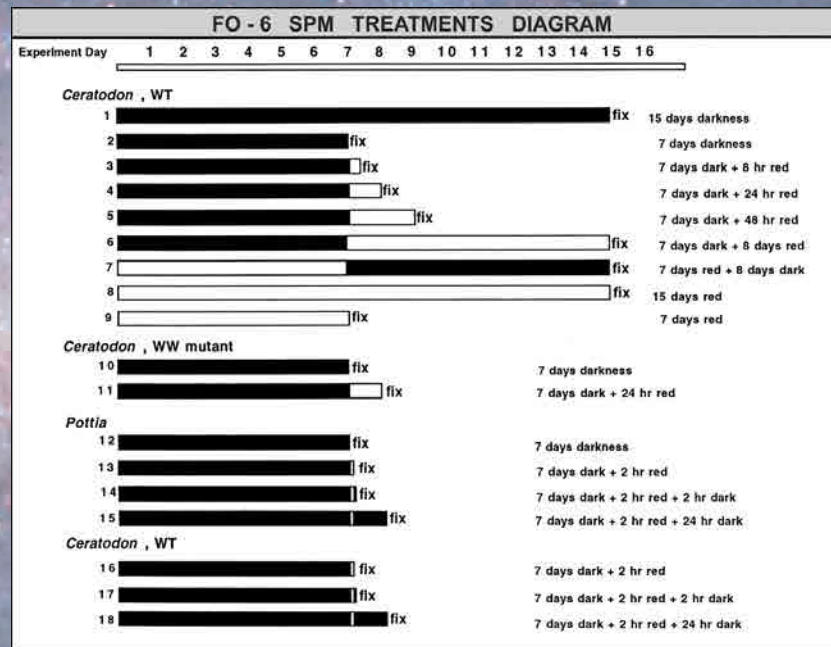 FO - 6 SPM TREATMENTS DIAGRAM
Experiment Day 1 2 3 4 5 6 7 8 9 10 11 12 13 14 15 16
Ceratodon , WT
1 fix 15 days darkness
2 fix 7 days darkness
3 fix 7 days dark + 8 hr red
4 fix 7 days dark + 24 hr red
5 fix 7 days dark + 48 hr red
6 fix 7 days dark + 8 days red
7 fix 7 days red + 8 days dark
8 fix 15 days red
9 fix 7 days red
Ceratodon , WW mutant
10 fix 7 days darkness
11 fix 7 days dark + 24 hr red
Pottia
12 fix 7 days darkness
13 fix 7 days dark + 2 hr red
14 fix 7 days dark + 2 hr red + 2 hr dark
15 fix 7 days dark + 2 hr red + 24 hr dark
Ceratodon , WT
16 fix 7 days dark + 2 hr red
17 fix 7 days dark + 2 hr red + 2 hr dark
18 fix 7 days dark + 2 hr red + 24 hr dark